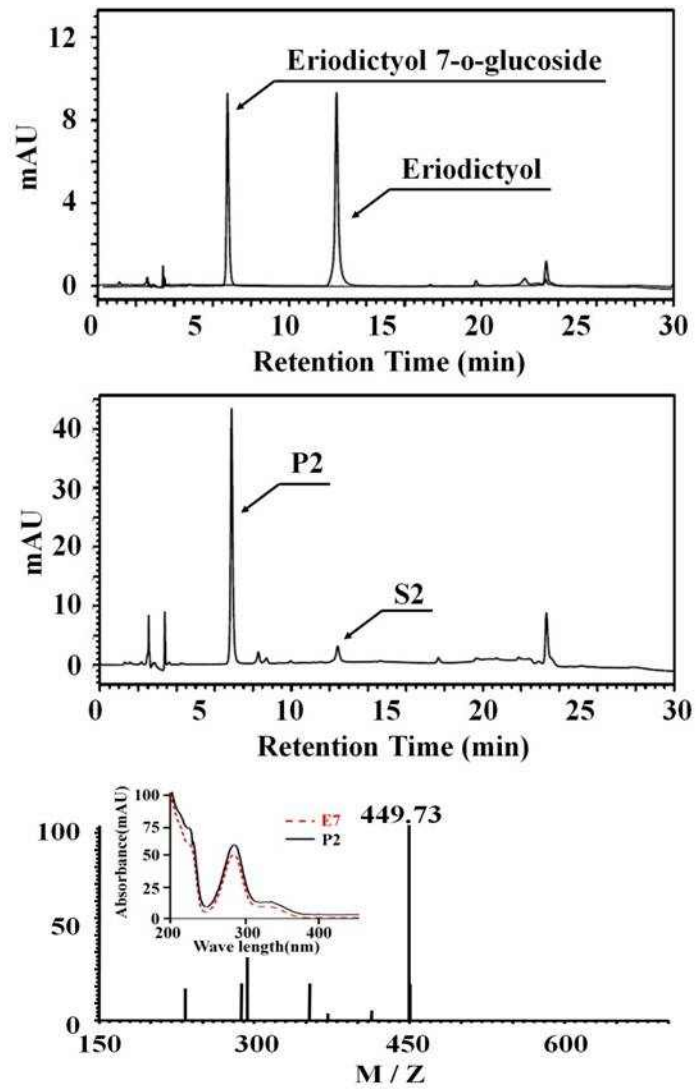 12
Eriodictyol 7-o-glucoside
8
Eriodictyol
4
0
mAU
0 5 10 15 20 25 30
Retention Time (min)
40
P2
30
20
S2
10
0
mAU
0 5 10 15 20 25 30
Retention Time (min)
100
75
50
25
0
Absorbance(mAU)
E7
P2
200 300 400
Wave length(nm)
449.73
100
50
0
150 300 450 600
M / Z